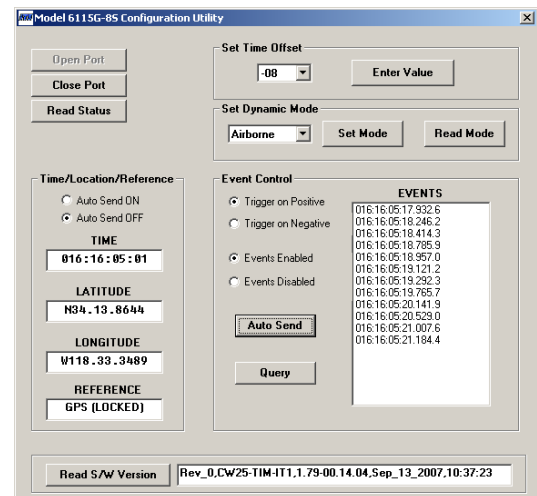 Model 6115G-8S Configuration Utility
Open Port
Close Port
Read Status
Set Time Offset
-08
Enter Value
Set Dynamic Mode
Airborne
Set Mode
Read Mode
Time/Location/Reference
Auto Send ON
Auto Send OFF
TIME
016:16:05:01
LATITUDE
N34.13.8644
LONGITUDE
W118.33.3489
REFERENCE
GPS (LOCKED)
Event Control
Trigger on Positive
Trigger on Negative
Events Enabled
Events Disabled
Auto Send
Query
EVENTS
016:16:05:17.932.6
016:16:05:18.246.2
016:16:05:18.414.3
016:16:05:18.785.9
016:16:05:18.957.0
016:16:05:19.121.2
016:16:05:19.292.3
016:16:05:19.765.7
016:16:05:20.141.9
016:16:05:20.529.0
016:16:05:21.007.6
016:16:05:21.184.4
Read S/W Version
Rev_0,CW25-TIM-IT1,1.79-00.14.04,Sep_13_2007,10:37:23